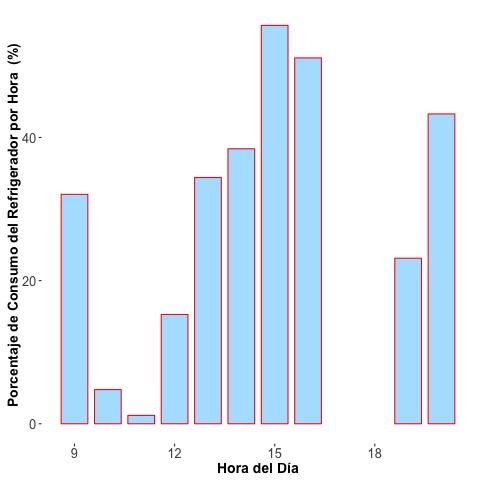 Porcentaje de Consumo del Refrigerador por Hora (%)
40
20
0
9 12 15 18
Hora del Día